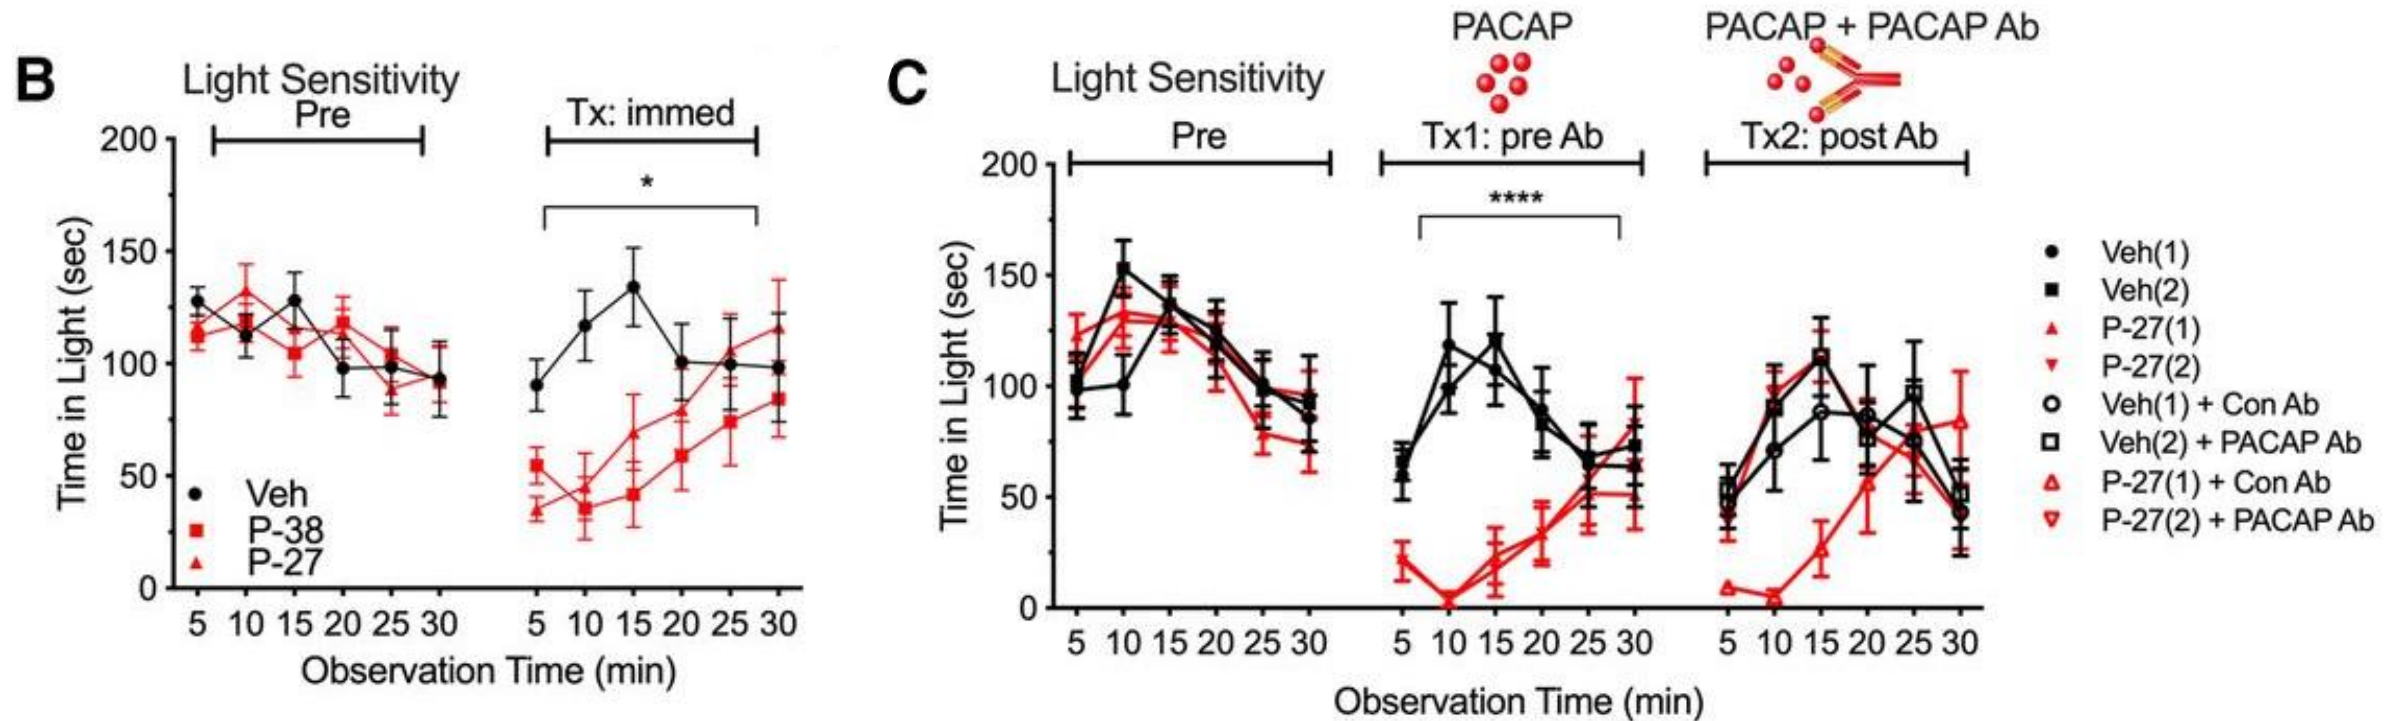 B
Light Sensitivity
Pre
Tx: immed
*
200
150
100
50
0
Time in Light (sec)
Veh
P-38
P-27
5 10 15 20 25 30
5 10 15 20 25 30
Observation Time (min)
C
Light Sensitivity
PACAP
PACAP + PACAP Ab
Pre
Tx1: pre Ab
Tx2: post Ab
****
200
150
100
50
0
Time in Light (sec)
5 10 15 20 25 30
5 10 15 20 25 30
5 10 15 20 25 30
Observation Time (min)
Veh(1)
Veh(2)
P-27(1)
P-27(2)
Veh(1) + Con Ab
Veh(2) + PACAP Ab
P-27(1) + Con Ab
P-27(2) + PACAP Ab